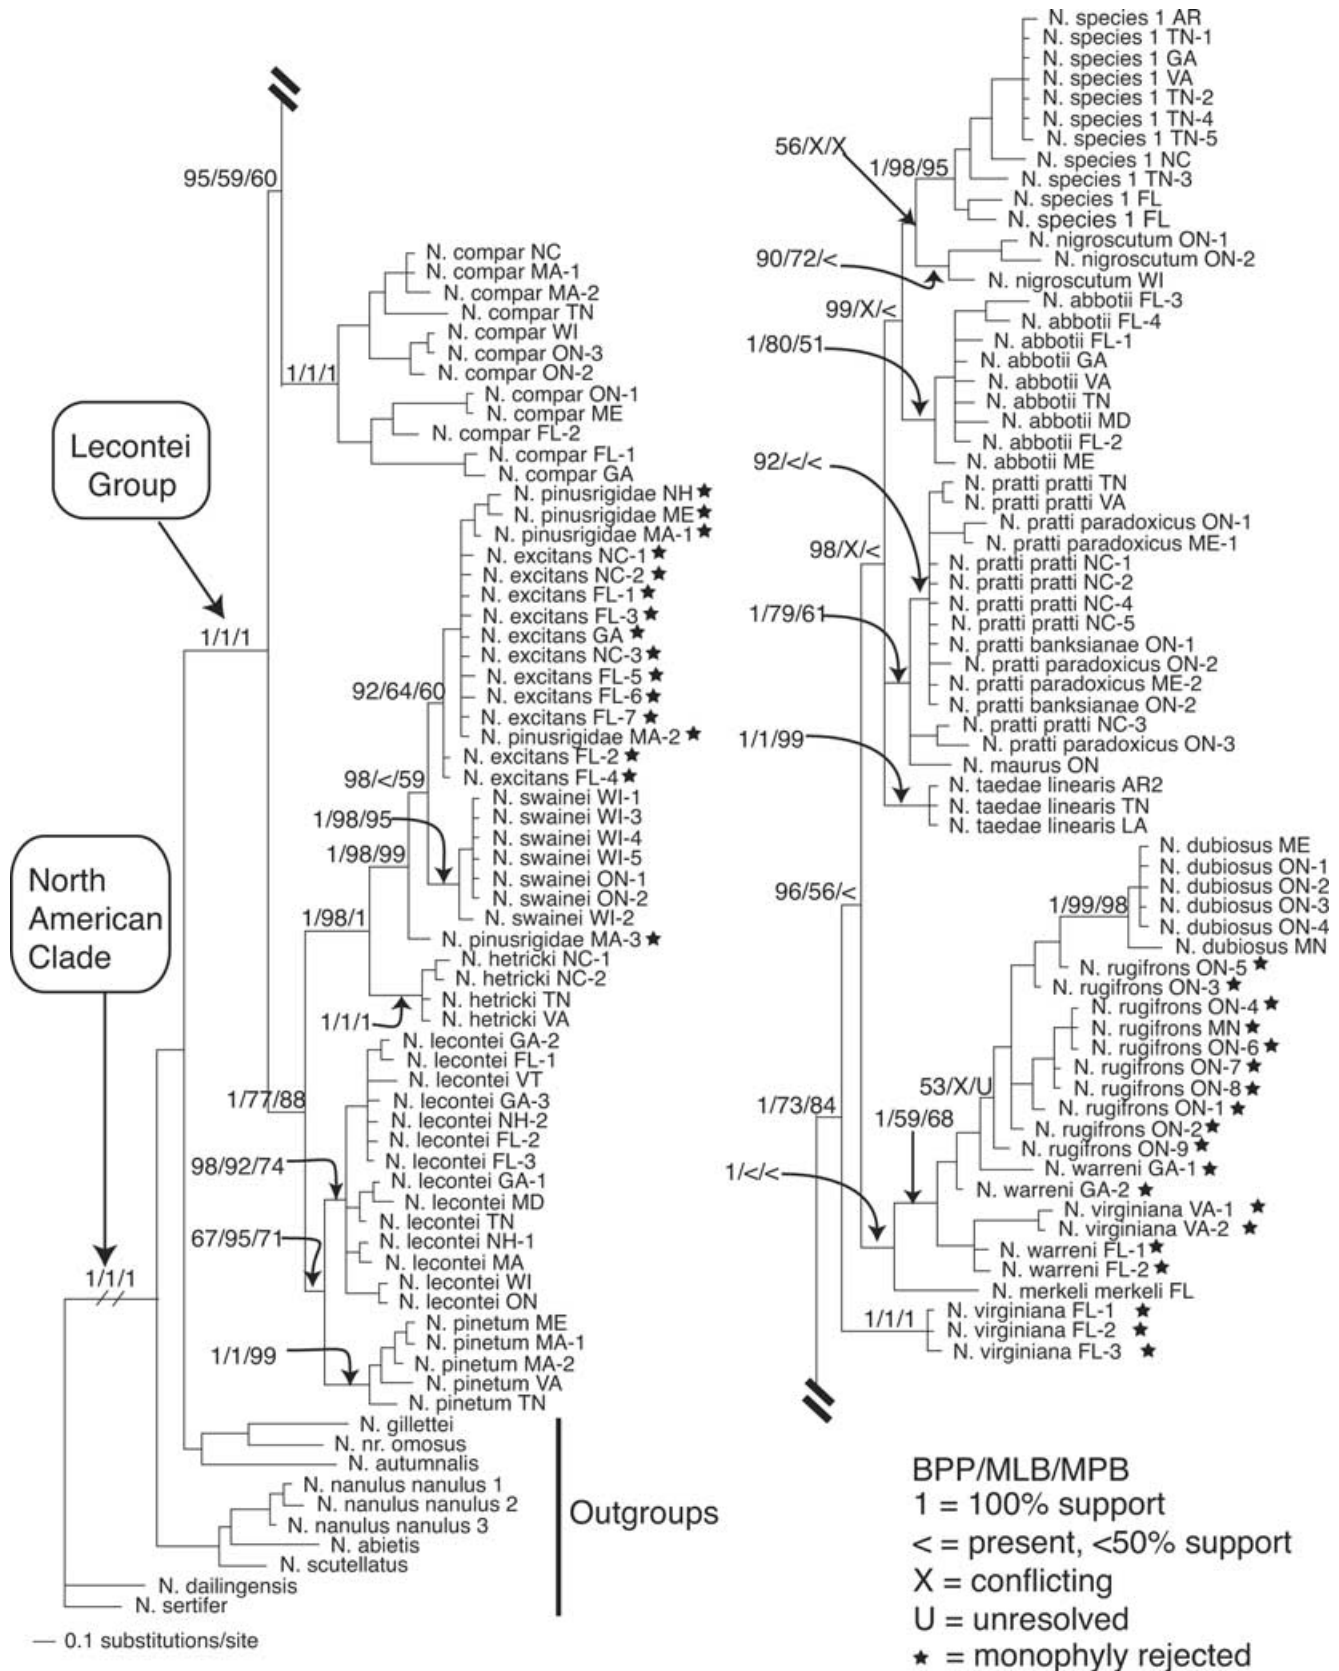 95/59/60
N. compar NC
N. compar MA-1
N. compar MA-2
N. compar TN
N. compar WI
N. compar ON-3
N. compar ON-2
1/1/1
N. compar ON-1
N. compar ME
N. compar FL-2
N. compar FL-1
N. compar GA
Lecontei
Group
1/1/1
N. pinusrigidae NH ★
N. pinusrigidae ME ★
N. pinusrigidae MA-1 ★
N. excitans NC-1 ★
N. excitans NC-2 ★
N. excitans FL-1 ★
N. excitans FL-3 ★
N. excitans GA ★
N. excitans NC-3 ★
N. excitans FL-5 ★
N. excitans FL-6 ★
N. excitans FL-7 ★
N. pinusrigidae MA-2 ★
92/64/60
N. excitans FL-2 ★
N. excitans FL-4 ★
98/</59
N. swainei WI-1
N. swainei WI-3
1/98/95
N. swainei WI-4
N. swainei WI-5
1/98/99
N. swainei ON-1
N. swainei ON-2
N. swainei WI-2
1/98/1
N. pinusrigidae MA-3 ★
N. hetricki NC-1
N. hetricki NC-2
N. hetricki TN
N. hetricki VA
1/1/1
North
American
Clade
1/1/1
1/77/88
N. lecontei GA-2
N. lecontei FL-1
N. lecontei VT
N. lecontei GA-3
N. lecontei NH-2
N. lecontei FL-2
N. lecontei FL-3
98/92/74
N. lecontei GA-1
N. lecontei MD
N. lecontei TN
67/95/71
N. lecontei NH-1
N. lecontei MA
N. lecontei WI
N. lecontei ON
N. pinetum ME
N. pinetum MA-1
1/1/99
N. pinetum MA-2
N. pinetum VA
N. pinetum TN
N. gillettei
N. nr. omosus
N. autumnalis
N. nanulus nanulus 1
N. nanulus nanulus 2
N. nanulus nanulus 3
N. abietis
N. scutellatus
N. dailingensis
N. sertifer
Outgroups
0.1 substitutions/site
N. species 1 AR
N. species 1 TN-1
N. species 1 GA
N. species 1 VA
N. species 1 TN-2
N. species 1 TN-4
N. species 1 TN-5
56/X/X
N. species 1 NC
1/98/95
N. species 1 TN-3
N. species 1 FL
N. species 1 FL
N. nigroscutum ON-1
90/72/<
N. nigroscutum ON-2
N. nigroscutum WI
99/X/<
N. abbotii FL-3
N. abbotii FL-4
1/80/51
N. abbotii FL-1
N. abbotii GA
N. abbotii VA
N. abbotii TN
N. abbotii MD
N. abbotii FL-2
92/</<
N. abbotii ME
N. pratti pratti TN
N. pratti pratti VA
N. pratti paradoxicus ON-1
N. pratti paradoxicus ME-1
98/X/<
N. pratti pratti NC-1
N. pratti pratti NC-2
N. pratti pratti NC-4
1/79/61
N. pratti pratti NC-5
N. pratti banksianae ON-1
N. pratti paradoxicus ON-2
N. pratti paradoxicus ME-2
N. pratti banksianae ON-2
N. pratti pratti NC-3
1/1/99
N. pratti paradoxicus ON-3
N. maurus ON
N. taedae linearis AR2
N. taedae linearis TN
N. taedae linearis LA
N. dubiosus ME
N. dubiosus ON-1
96/56/<
N. dubiosus ON-2
1/99/98
N. dubiosus ON-3
N. dubiosus ON-4
N. dubiosus MN
N. rugifrons ON-5 ★
N. rugifrons ON-3 ★
N. rugifrons ON-4 ★
N. rugifrons MN ★
N. rugifrons ON-6 ★
N. rugifrons ON-7 ★
53/X/U
N. rugifrons ON-8 ★
1/73/84
N. rugifrons ON-1 ★
1/59/68
N. rugifrons ON-2 ★
N. rugifrons ON-9 ★
1/</<
N. warreni GA-1 ★
N. warreni GA-2 ★
N. virginiana VA-1 ★
N. virginiana VA-2 ★
N. warreni FL-1 ★
N. warreni FL-2 ★
N. merkeli merkeli FL
1/1/1
N. virginiana FL-1 ★
N. virginiana FL-2 ★
N. virginiana FL-3 ★
BPP/MLB/MPB
1 = 100% support
< = present, <50% support
X = conflicting
U = unresolved
★ = monophyly rejected